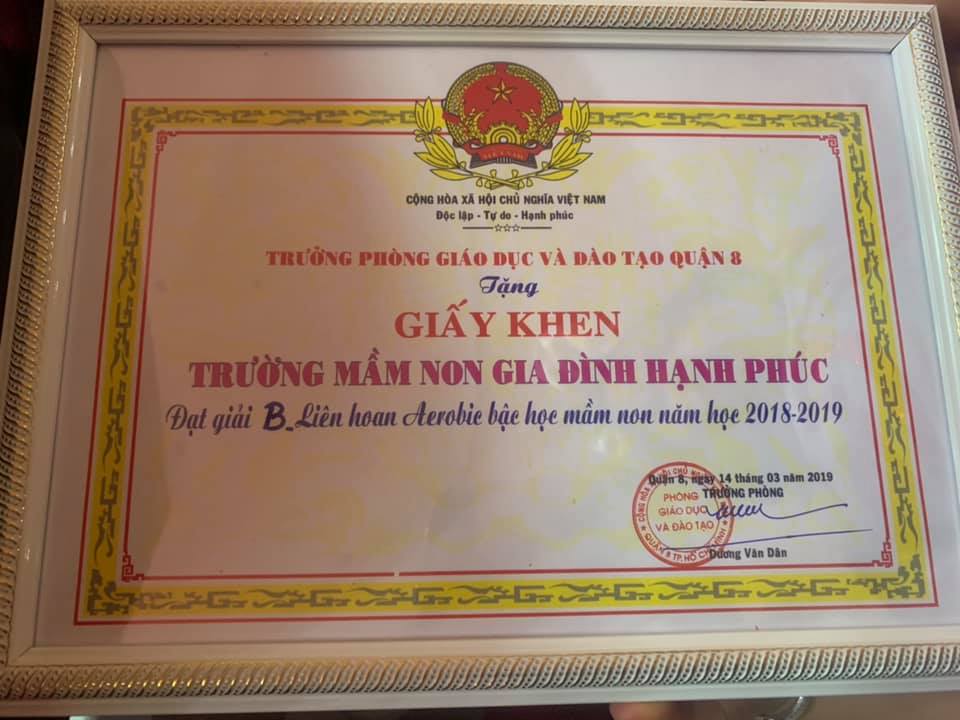 VIỆT NAM
CỘNG HÒA XÃ HỘI CHỦ NGHĨA VIỆT NAM
Độc lập - Tự do - Hạnh phúc
TRƯỞNG PHÒNG GIÁO DỤC VÀ ĐÀO TẠO QUẬN 8
Tặng
GIẤY KHEN
TRƯỜNG MẦM NON GIA ĐÌNH HẠNH PHÚC
Đạt giải B. Liên hoan Aerobic bậc học mầm non năm học 2018-2019
Quận 8, ngày 14 tháng 03 năm 2019
TRƯỞNG PHÒNG
PHÒNG
GIÁO DỤC
VÀ ĐÀO TẠO
Dương Văn Dân